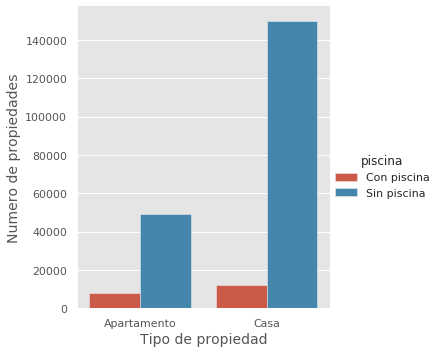 Numero de propiedades
140000
120000
100000
80000
60000
40000
20000
0
Apartamento Casa
Tipo de propiedad
piscina
Con piscina
Sin piscina